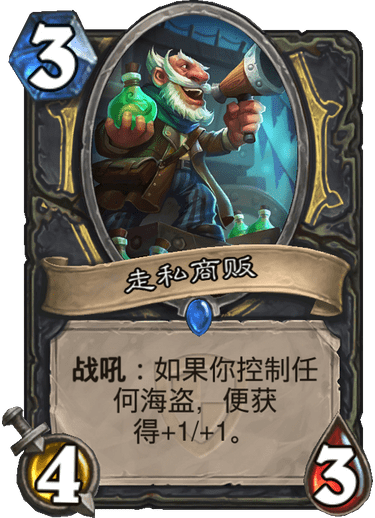 3
走私商贩
战吼：如果你控制任
何海盗，便获
得+1/+1。
4
3